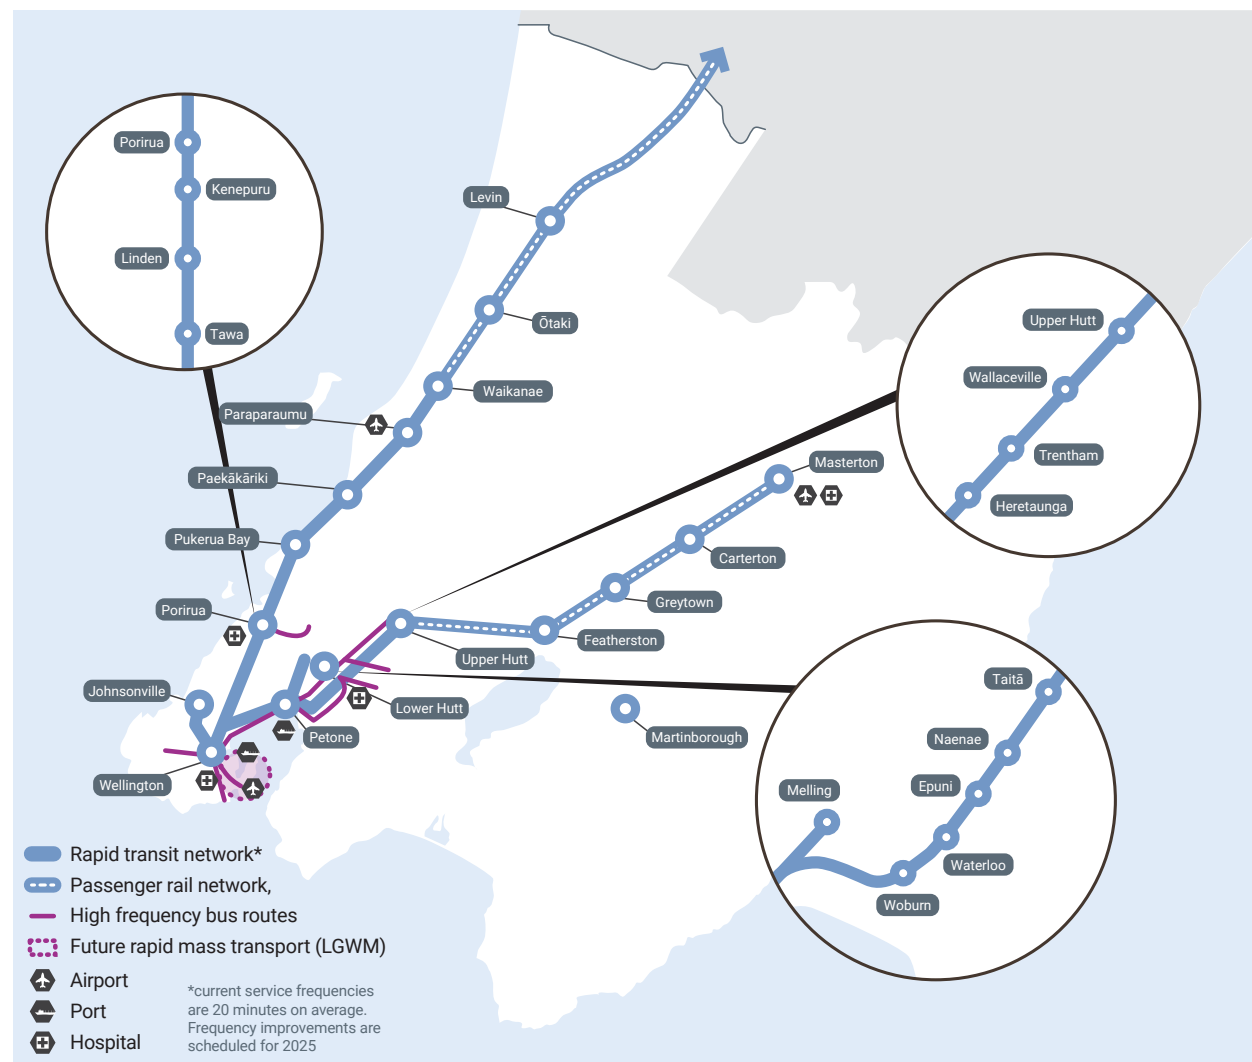 Porirua
Kenepuru
Linden
Tawa
Levin
Ōtaki
Waikanae
Paraparaumu
Paekākāriki
Pukerua Bay
Porirua
Johnsonville
Wellington
Petone
Lower Hutt
Upper Hutt
Featherston
Greytown
Carterton
Masterton
Martinborough
Upper Hutt
Wallaceville
Trentham
Heretaunga
Taitā
Naenae
Epuni
Melling
Waterloo
Woburn
Rapid transit network*
Passenger rail network,
High frequency bus routes
Future rapid mass transport (LGWM)
Airport
Port
Hospital
*current service frequencies
are 20 minutes on average.
Frequency improvements are
scheduled for 2025